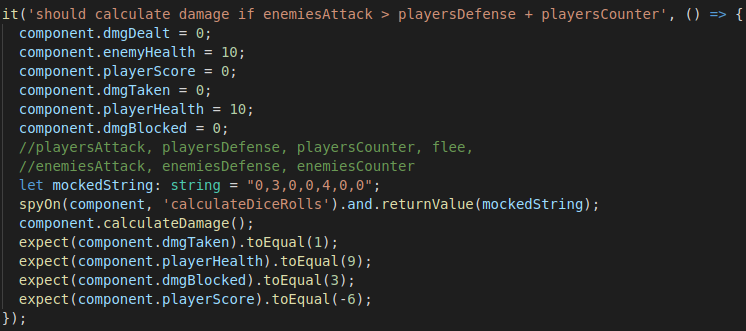 it('should calculate damage if enemiesAttack > playersDefense + playersCounter', () => {
component.dmgDealt = 0;
component.enemyHealth = 10;
component.playerScore = 0;
component.dmgTaken = 0;
component.playerHealth = 10;
component.dmgBlocked = 0;
//playersAttack, playersDefense, playersCounter, flee,
//enemiesAttack, enemiesDefense, enemiesCounter
let mockedString: string = "0,3,0,0,4,0,0";
spyOn(component, 'calculateDiceRolls').and.returnValue(mockedString);
component.calculateDamage();
expect(component.dmgTaken).toEqual(1);
expect(component.playerHealth).toEqual(9);
expect(component.dmgBlocked).toEqual(3);
expect(component.playerScore).toEqual(-6);
});